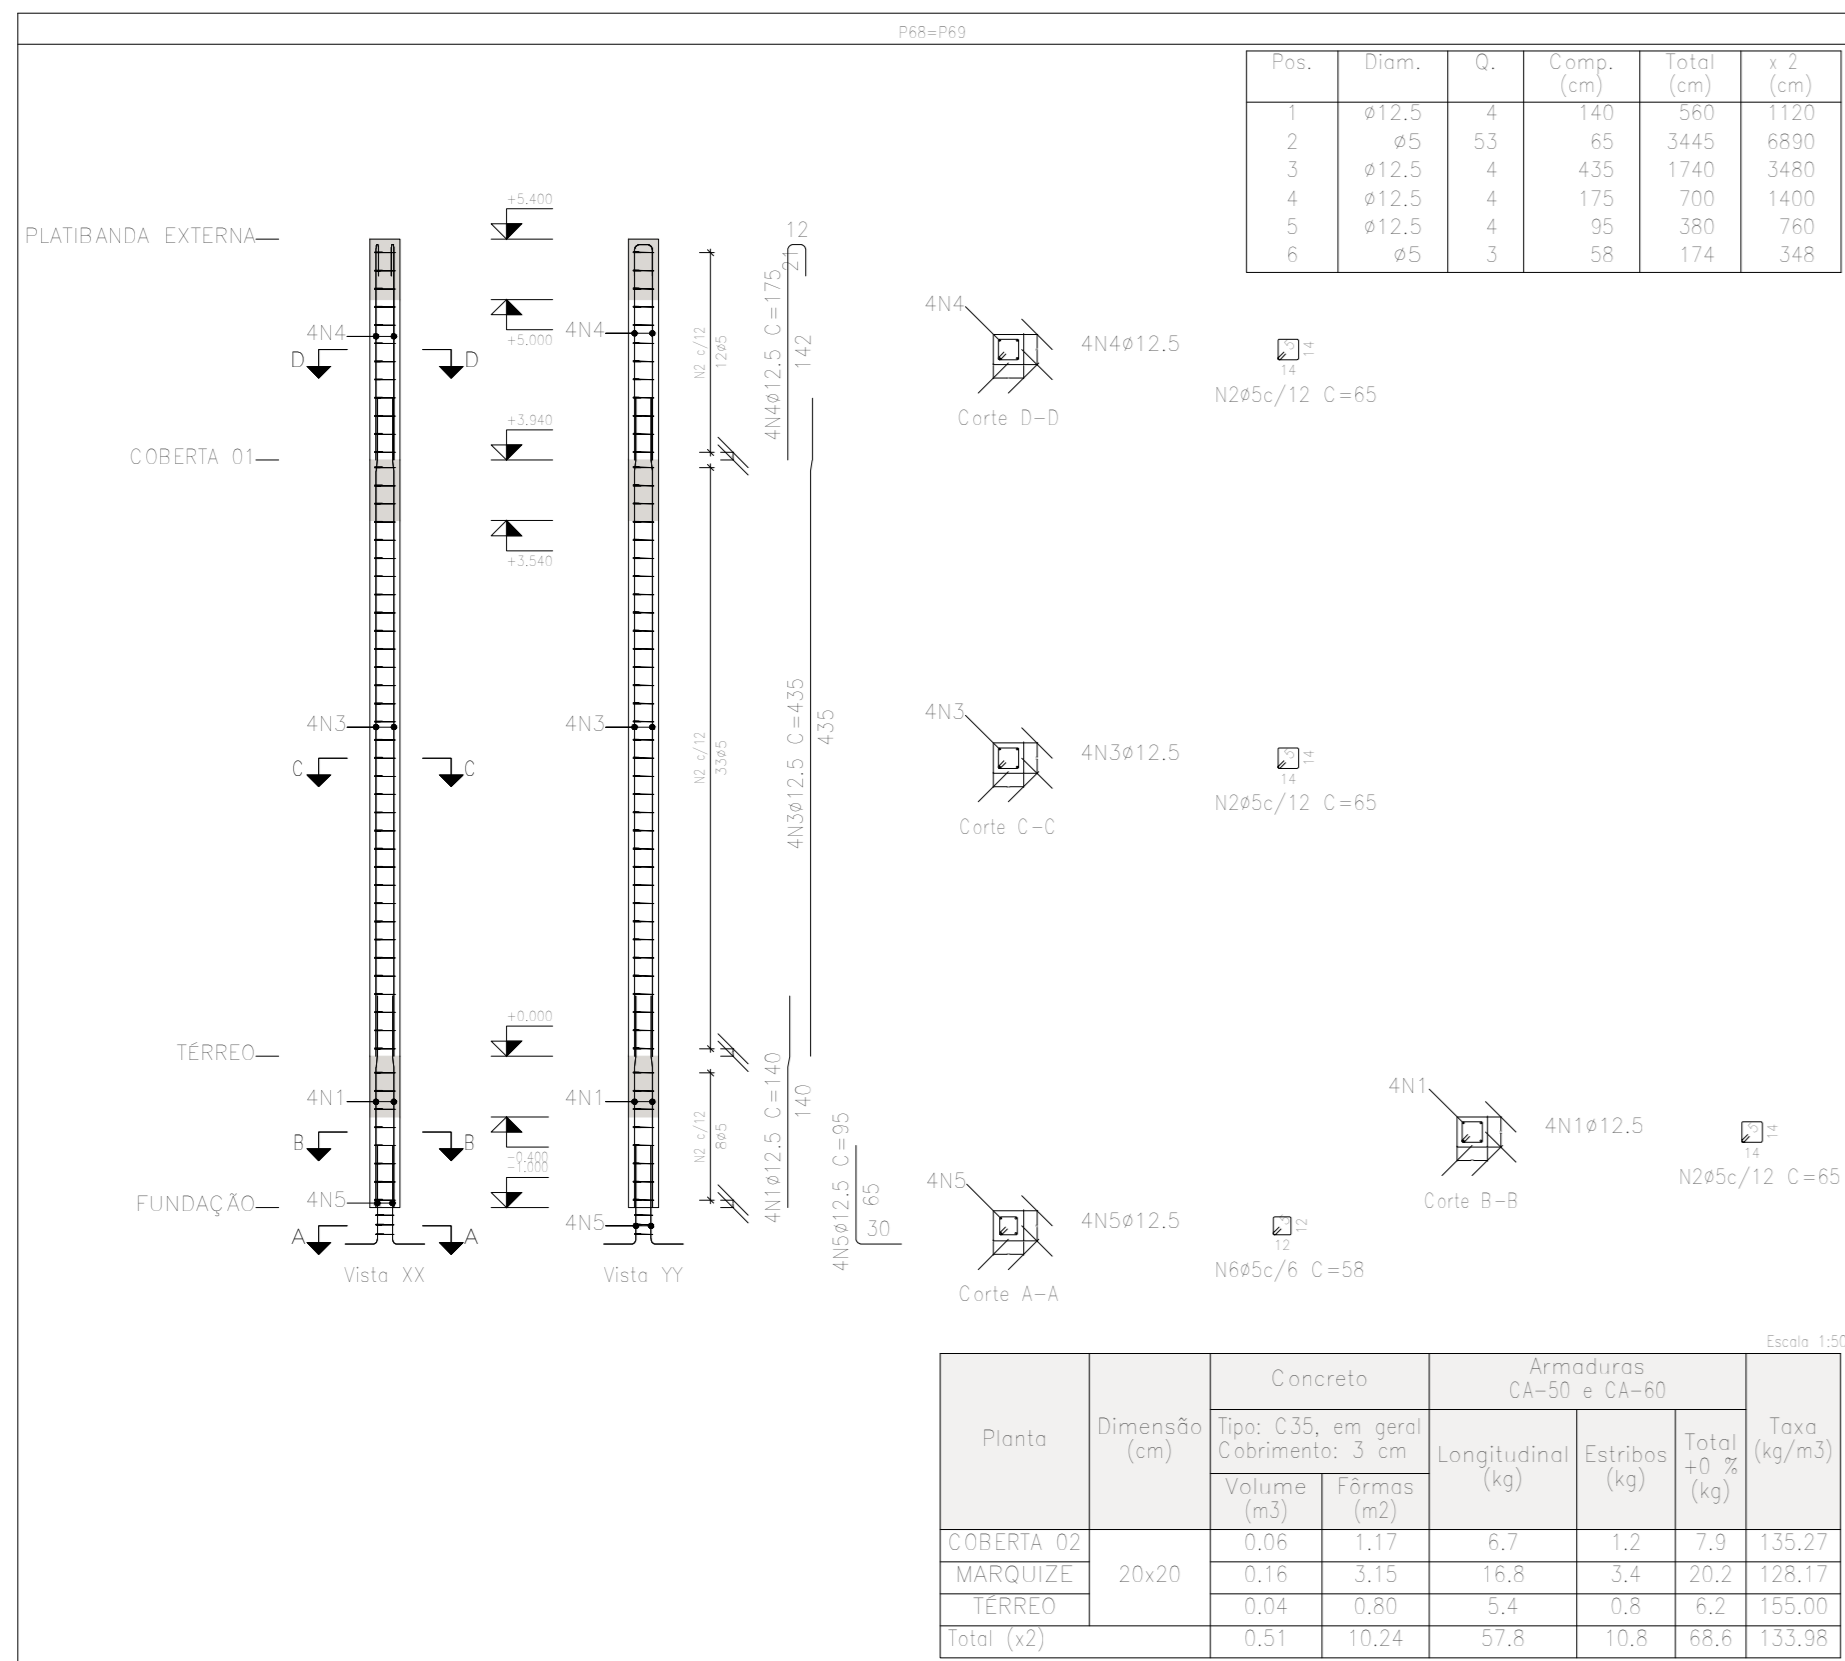 P68=P69
Pos. Diam. Q. Comp. (cm) Total (cm) x 2 (cm)
1 ø12.5 4 140 560 1120
2 ø5 53 65 3445 6890
3 ø12.5 4 435 1740 3480
4 ø12.5 4 175 700 1400
5 ø12.5 4 95 380 760
6 ø5 3 58 174 348
PLATIBANDA EXTERNA
+5.400
+5.000
4N4
4N4
D
D
COBERTA 01
+3.940
+3.540
4N3
4N3
C
C
TÉRREO
+0.000
4N1
4N1
B
B
-0.400
-1.000
FUNDAÇÃO
4N5
4N5
A
A
Vista XX
Vista YY
N2 c/12
12ø5
N2 c/12
33ø5
N2 c/12
8ø5
12
21
4N4ø12.5 C=175
142
4N3ø12.5 C=435
435
4N1ø12.5 C=140
140
4N5ø12.5 C=95
65
30
4N4
4N4ø12.5
Corte D-D
5
14
14
N2ø5c/12 C=65
4N3
4N3ø12.5
Corte C-C
5
14
14
N2ø5c/12 C=65
4N1
4N1ø12.5
Corte B-B
5
14
14
N2ø5c/12 C=65
4N5
4N5ø12.5
Corte A-A
5
12
12
N6ø5c/6 C=58
Escala 1:50
Planta
Dimensão (cm)
Concreto
Tipo: C35, em geral
Cobrimento: 3 cm
Volume (m3)
Fôrmas (m2)
Armaduras
CA-50 e CA-60
Longitudinal (kg)
Estribos (kg)
Total +0 % (kg)
Taxa (kg/m3)
COBERTA 02 20x20 0.06 1.17 6.7 1.2 7.9 135.27
MARQUIZE 0.16 3.15 16.8 3.4 20.2 128.17
TÉRREO 0.04 0.80 5.4 0.8 6.2 155.00
Total (x2) 0.51 10.24 57.8 10.8 68.6 133.98